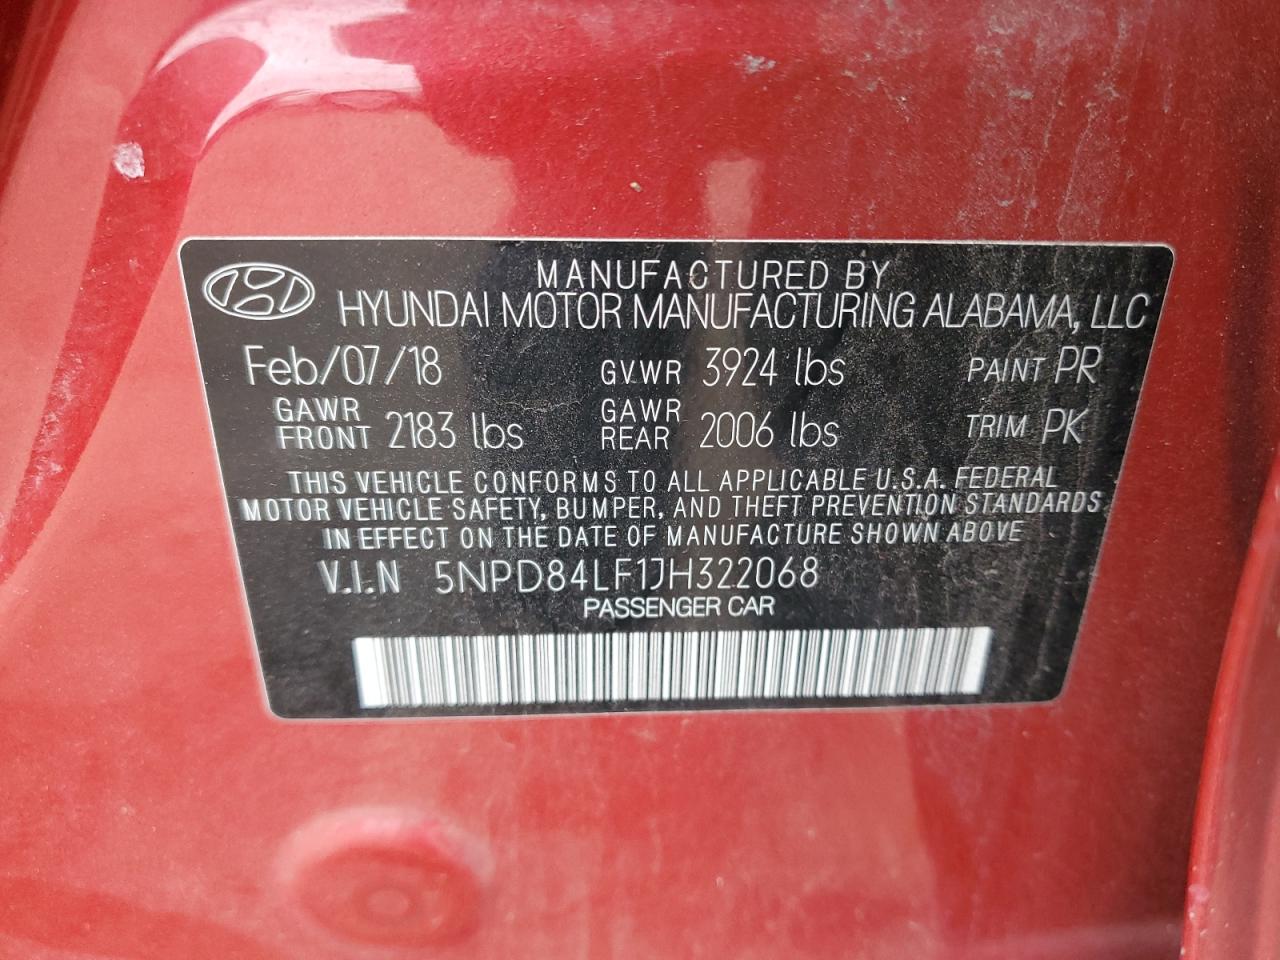 MANUFACTURED BY
HYUNDAI MOTOR MANUFACTURING ALABAMA, LLC
Feb/07/18 GVWR 3924 lbs PAINT PR
GAWR FRONT 2183 lbs GAWR REAR 2006 lbs TRIM PK
THIS VEHICLE CONFORMS TO ALL APPLICABLE U.S.A. FEDERAL
MOTOR VEHICLE SAFETY, BUMPER, AND THEFT PREVENTION STANDARDS
IN EFFECT ON THE DATE OF MANUFACTURE SHOWN ABOVE
V.I.N 5NPD84LF1JH322068
PASSENGER CAR